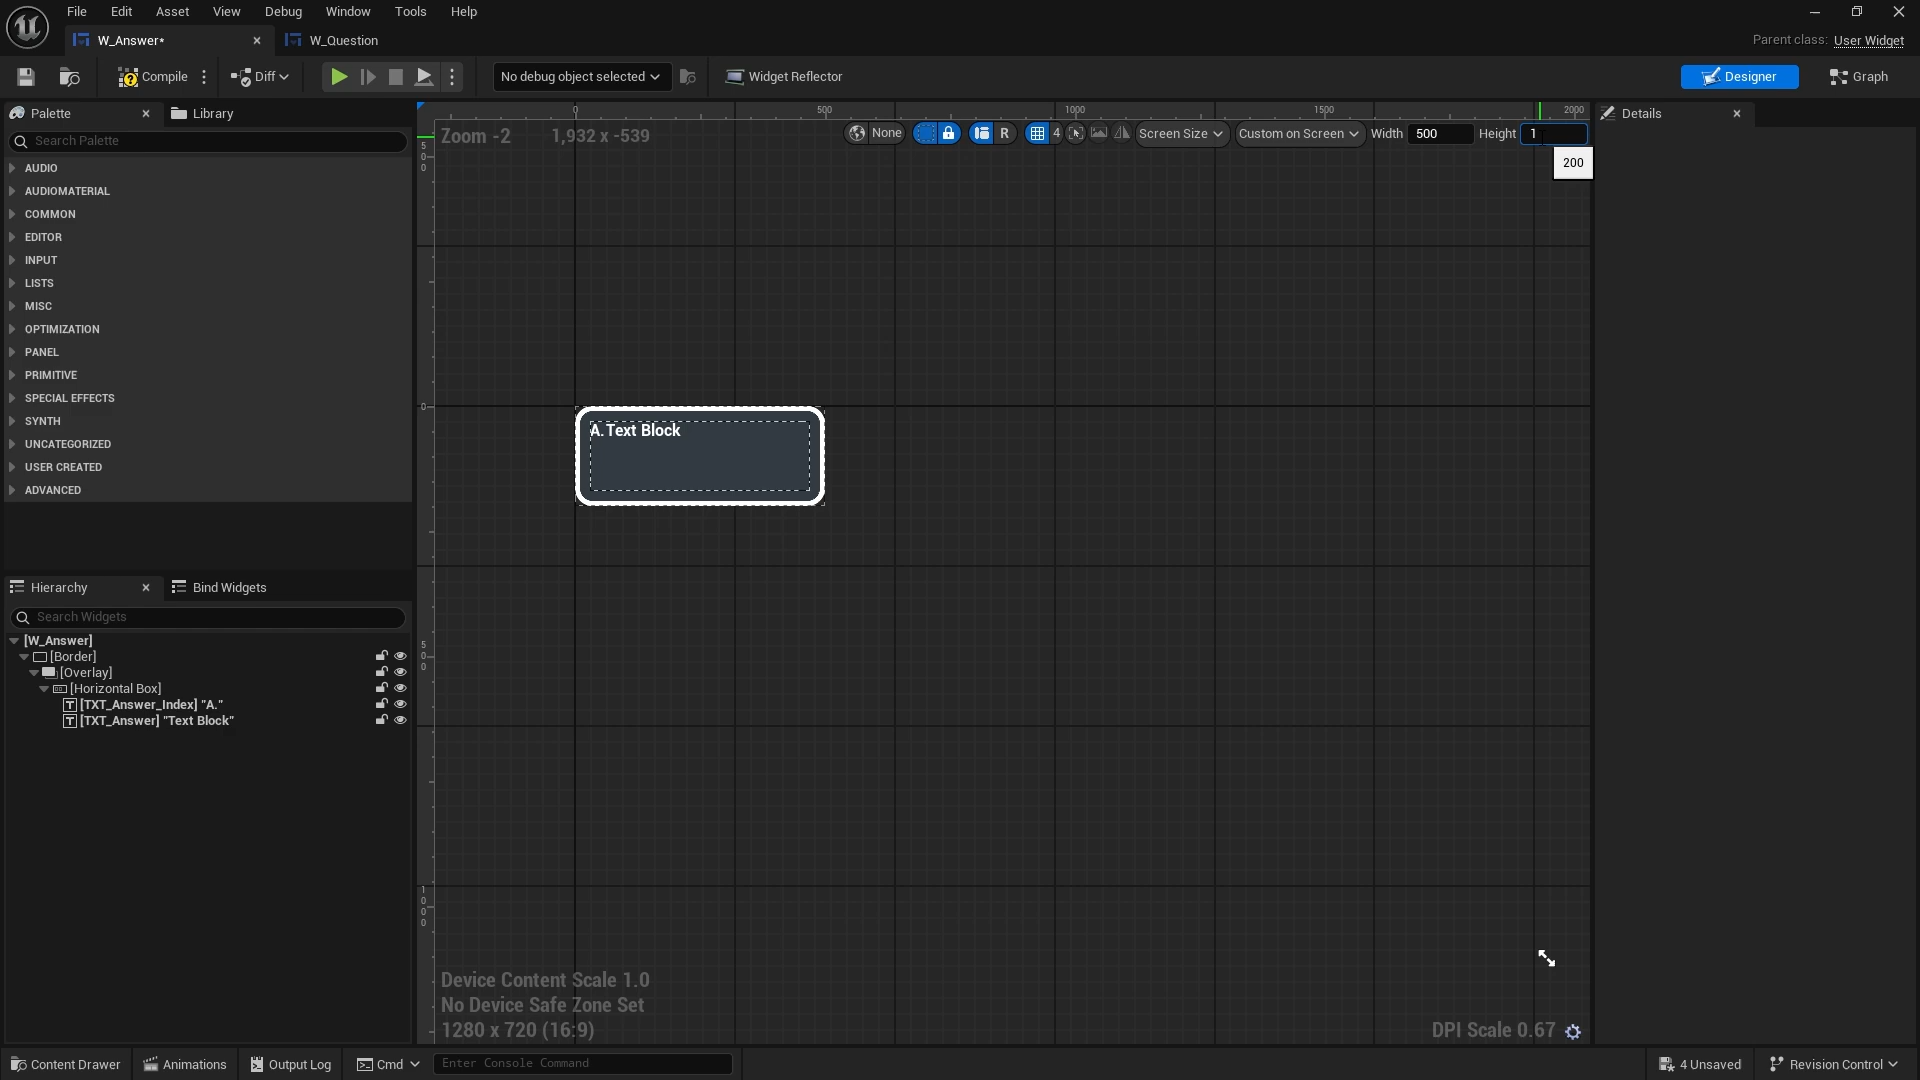 File Edit Asset View Debug Window Tools Help
W_Answer* W_Question
Parent class: User Widget
Compile Diff No debug object selected Widget Reflector Designer Graph
Palette Library
Search Palette
AUDIO
AUDIOMATERIAL
COMMON
EDITOR
INPUT
LISTS
MISC
OPTIMIZATION
PANEL
PRIMITIVE
SPECIAL EFFECTS
SYNTH
UNCATEGORIZED
USER CREATED
ADVANCED
Hierarchy Bind Widgets
Search Widgets
[W_Answer]
[Border]
[Overlay]
[Horizontal Box]
[TXT_Answer_Index] "A."
[TXT_Answer] "Text Block"
0 500 1000 1500 2000
Zoom -2 1,932 x -539 None R 4 Screen Size Custom on Screen Width 500 Height 1
200
500
0
500
1000
A.Text Block
Device Content Scale 1.0
No Device Safe Zone Set
1280 x 720 (16:9)
DPI Scale 0.67
Details
Content Drawer Animations Output Log Cmd Enter Console Command 4 Unsaved Revision Control